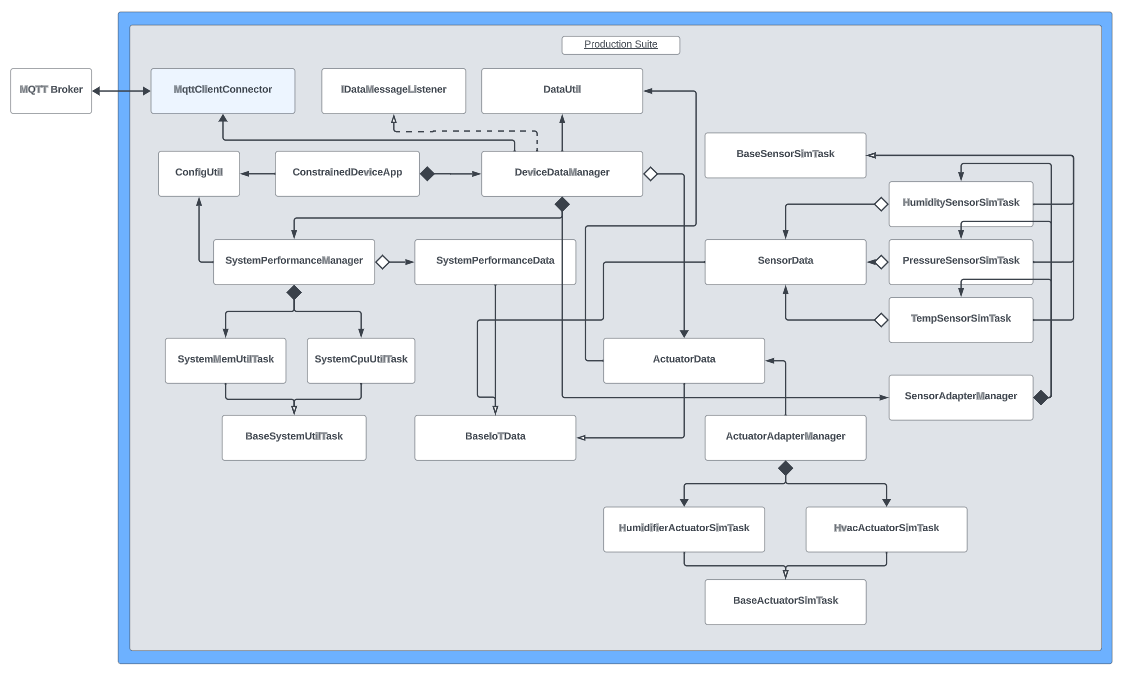 Production Suite
MQTT Broker
MqttClientConnector
IDataMessageListener
DataUtil
BaseSensorSimTask
ConfigUtil
ConstrainedDeviceApp
DeviceDataManager
HumiditySensorSimTask
SystemPerformanceManager
SystemPerformanceData
SensorData
PressureSensorSimTask
TempSensorSimTask
SystemMemUtilTask
SystemCpuUtilTask
ActuatorData
SensorAdapterManager
BaseSystemUtilTask
BaseIoTData
ActuatorAdapterManager
HumidifierActuatorSimTask
HvacActuatorSimTask
BaseActuatorSimTask